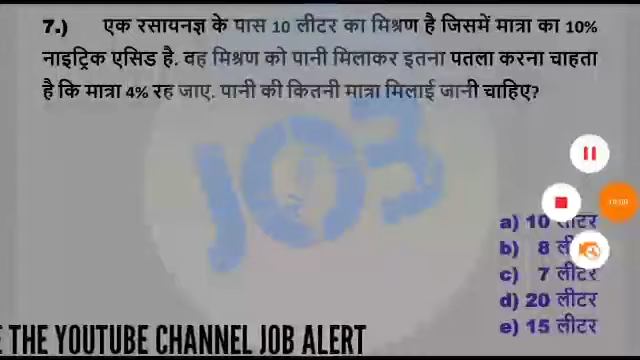 7.) एक रसायनज्ञ के पास 10 लीटर का मिश्रण है जिसमें मात्रा का 10%
नाइट्रिक एसिड है. वह मिश्रण को पानी मिलाकर इतना पतला करना चाहता
है कि मात्रा 4% रह जाए. पानी की कितनी मात्रा मिलाई जानी चाहिए?
JOB
a) 10
b) 8
c) 7 लीटर
d) 20 लीटर
e) 15 लीटर
THE YOUTUBE CHANNEL JOB ALERT